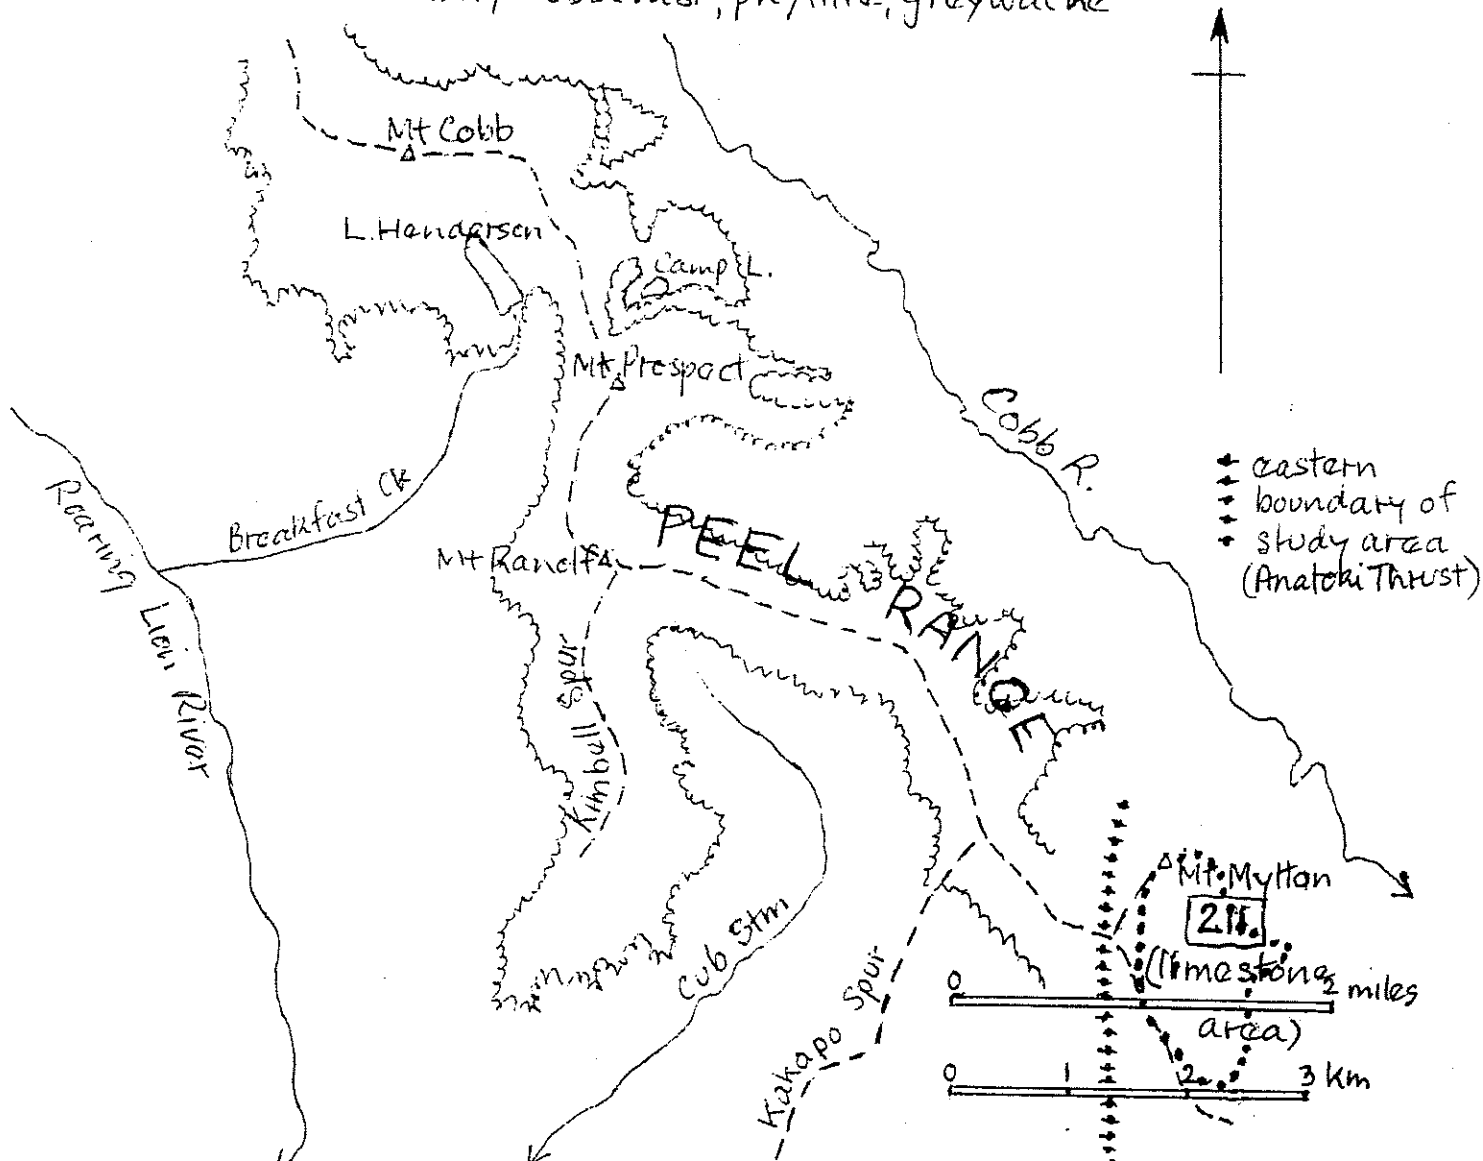 greywacke
Mt Cobb
L. Henderson
Camp L.
Mt. Prospect
Cobb R.
eastern
boundary of
study area
(Anatoki Thrust)
Roaring Lion River
Breakfast Ck
Mt Ranolf
PEEL RANGE
Kimbell Spur
Mt. Mytton
211.
(limestone
area)
Cub Stm
Kakapo Spur
0 2 miles
0 1 2 3 km